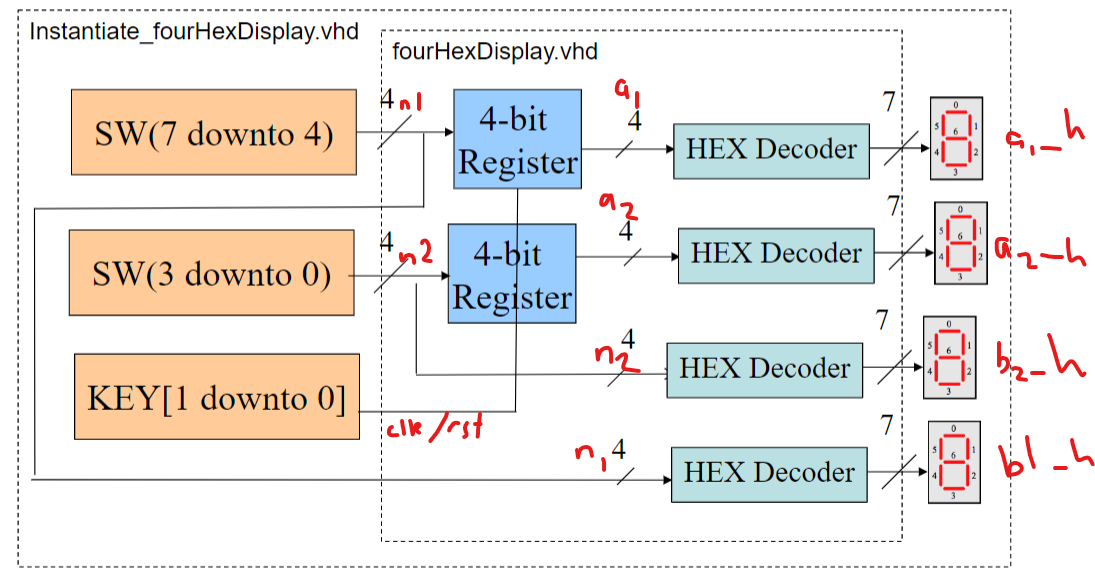 Instantiate_fourHexDisplay.vhd
fourHexDisplay.vhd
SW(7 downto 4)
4 n1
4-bit
Register
a1
4
HEX Decoder
7
0
5 6 1
4 2
3
a1_h
SW(3 downto 0)
4 n2
4-bit
Register
a2
4
HEX Decoder
7
0
5 6 1
4 2
3
a2_h
KEY[1 downto 0]
clk/rst
n2 4
HEX Decoder
7
0
5 6 1
4 2
3
b2_h
n1 4
HEX Decoder
7
0
5 6 1
4 2
3
b1_h